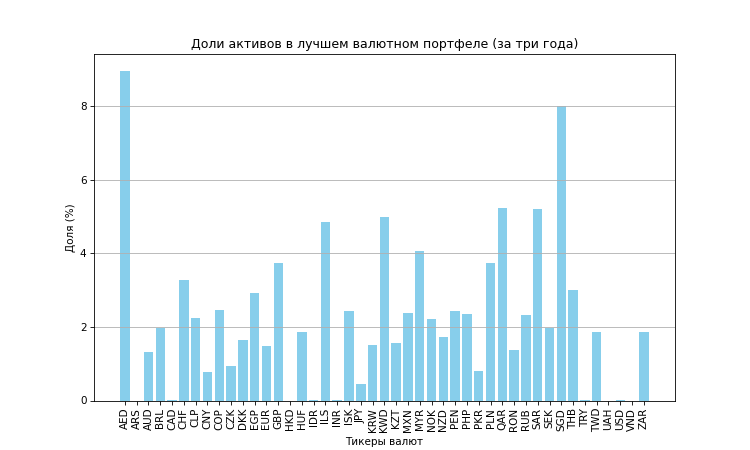 Доли активов в лучшем валютном портфеле (за три года)
Доля (%)
8
6
4
2
0
AED ARS AUD BRL CAD CHF CLP CNY COP CZK DKK EGP EUR GBP HKD HUF IDR ILS INR ISK JPY KRW KWD KZT MXN MYR NOK NZD PEN PHP PKR PLN QAR RON RUB SAR SEK SGD THB TRY TWD UAH USD VND ZAR
Тикеры валют